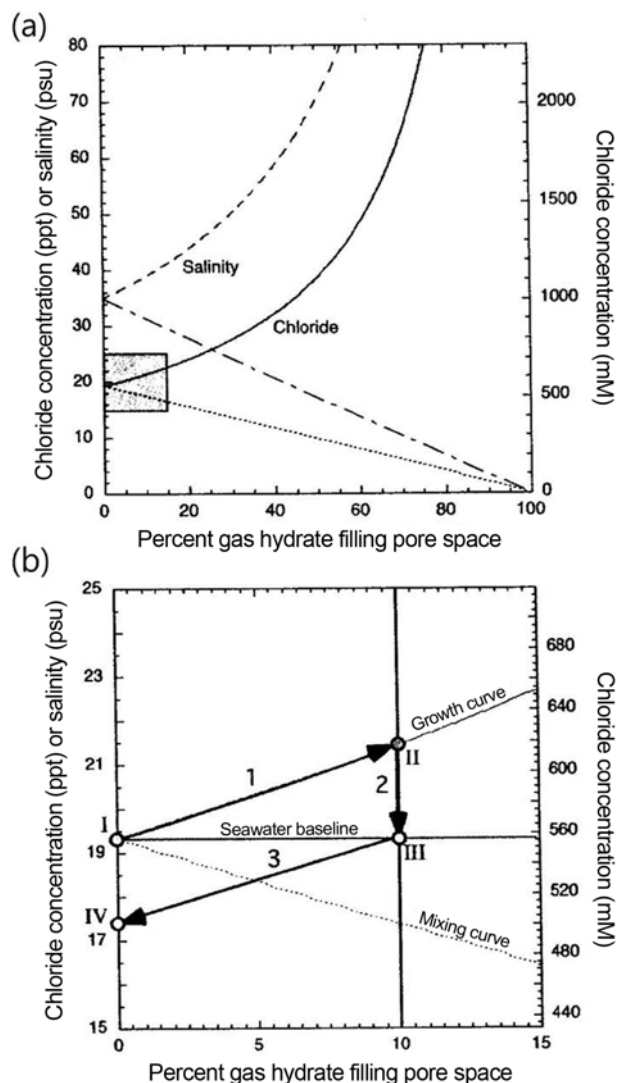 (a)
80
70
60
50
40
30
20
10
0
2000
1500
1000
500
0
Salinity
Chloride
0 20 40 60 80 100
Percent gas hydrate filling pore space
Chloride concentration (ppt) or salinity (psu)
Chloride concentration (mM)
(b)
25
23
21
19
17
15
680
640
600
560
520
480
440
Growth curve
II
1
2
I
Seawater baseline
III
3
IV
Mixing curve
0 5 10 15
Percent gas hydrate filling pore space
Chloride concentration (ppt) or salinity (psu)
Chloride concentration (mM)